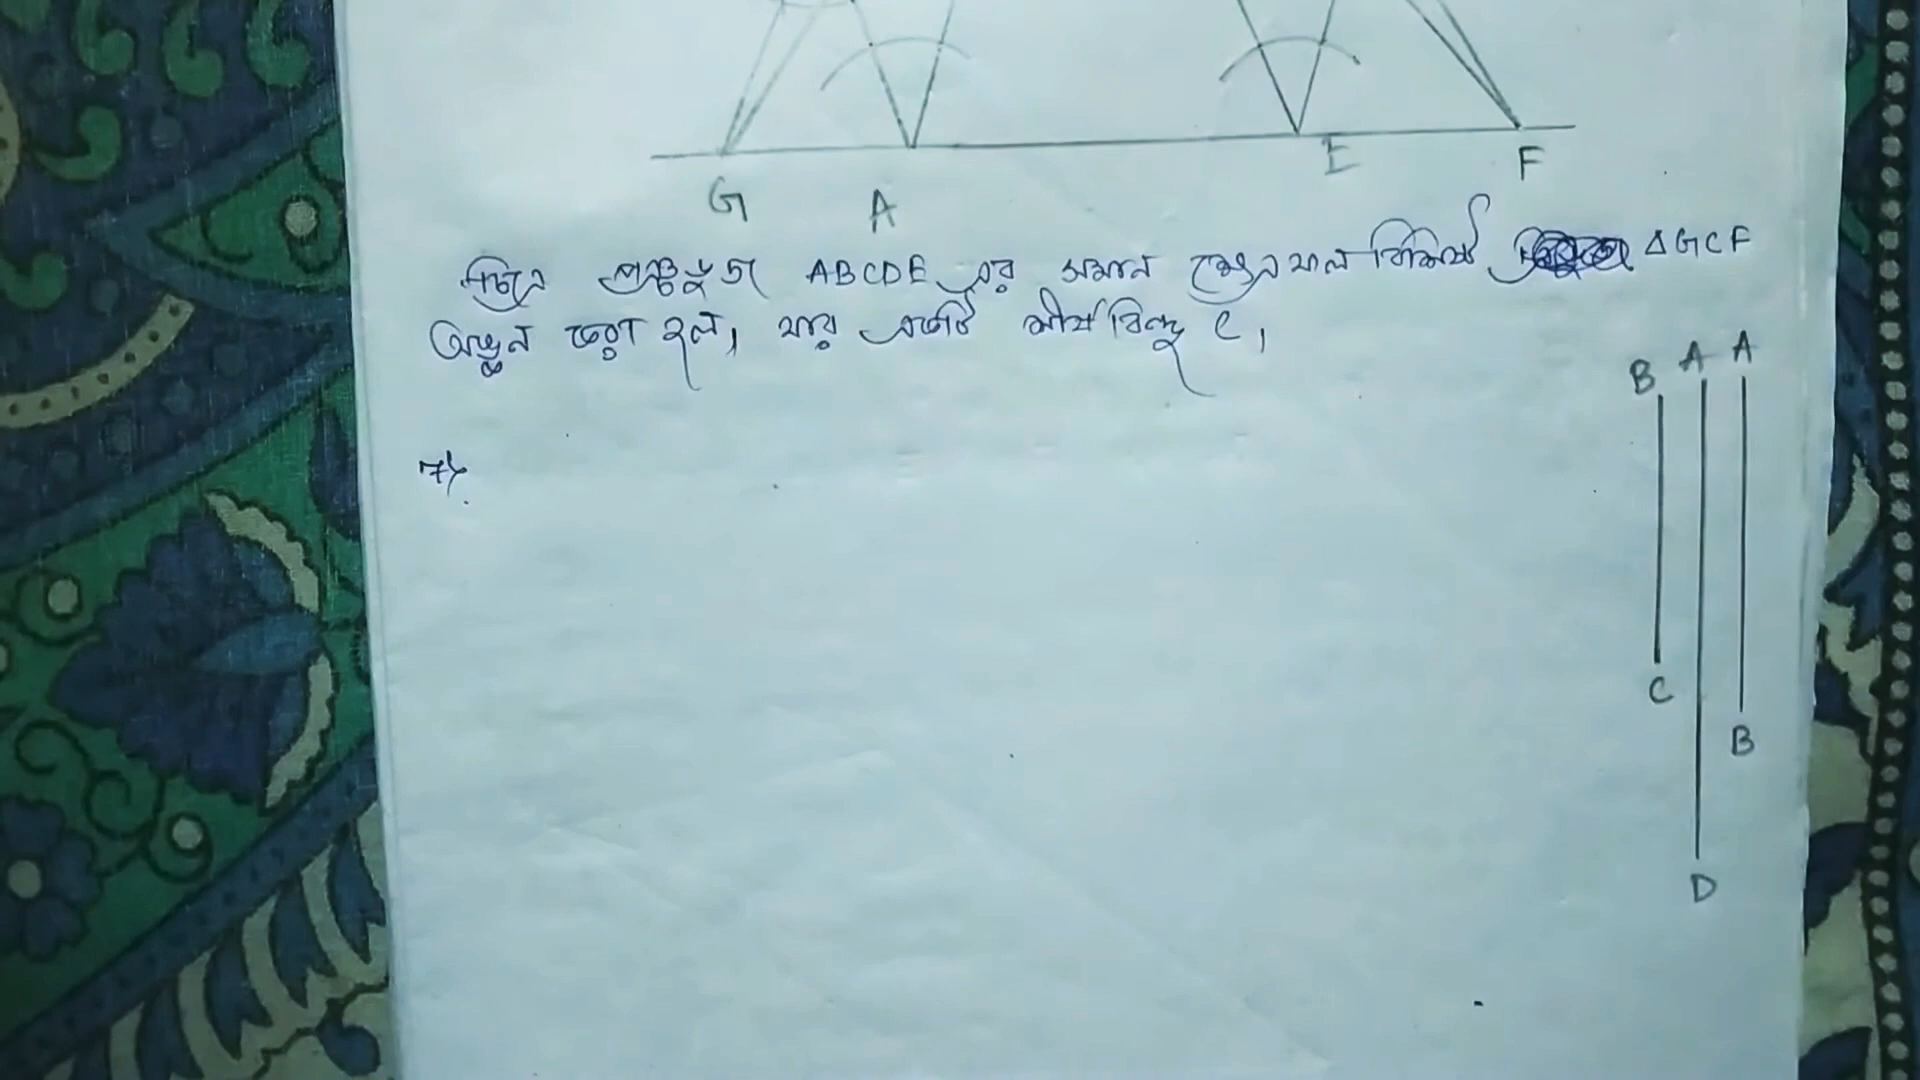 G A E F
চিত্রে পঞ্চভুজ ABCDE এর সমান ক্ষেত্রফল বিশিষ্ট ΔGCF
অঙ্কন করা হল, যার একটি শীর্ষবিন্দু C,
B A A
7).
C
B
D